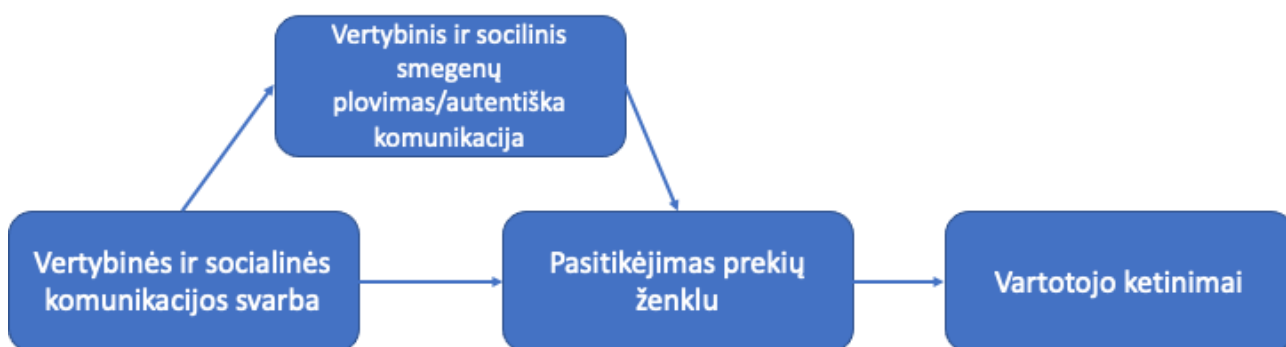 Vertybinis ir socilinis
smegenų
plovimas/autentiška
komunikacija
Vertybinės ir socialinės
komunikacijos svarba
Pasitikėjimas prekių
ženklu
Vartotojo ketinimai